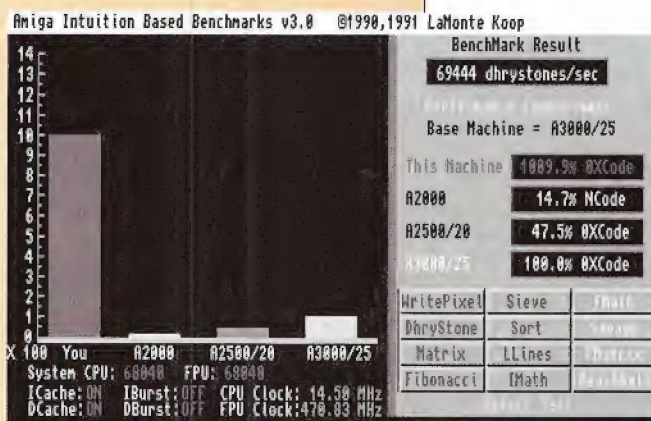 Amiga Intuition Based Benchmarks v3.0 ©1990,1991 LaMonte Koop
BenchMark Result
69444 dhrystones/sec
Base Machine = A3000/25
This Machine 1009.9% 0XCode
A2000 14.7% NCode
A2500/20 47.5% 0XCode
A3000/25 100.0% 0XCode
14
13
12
11
10
9
8
7
6
5
4
3
2
1
0
X 100 You A2000 A2500/20 A3000/25
System CPU: 68040 FPU: 68040
ICache: ON IBurst: OFF CPU Clock: 14.50 MHz
DCache: ON DBurst: OFF FPU Clock:470.83 MHz
WritePixel Sieve
DhryStone Sort
Matrix LLines
Fibonacci IMath